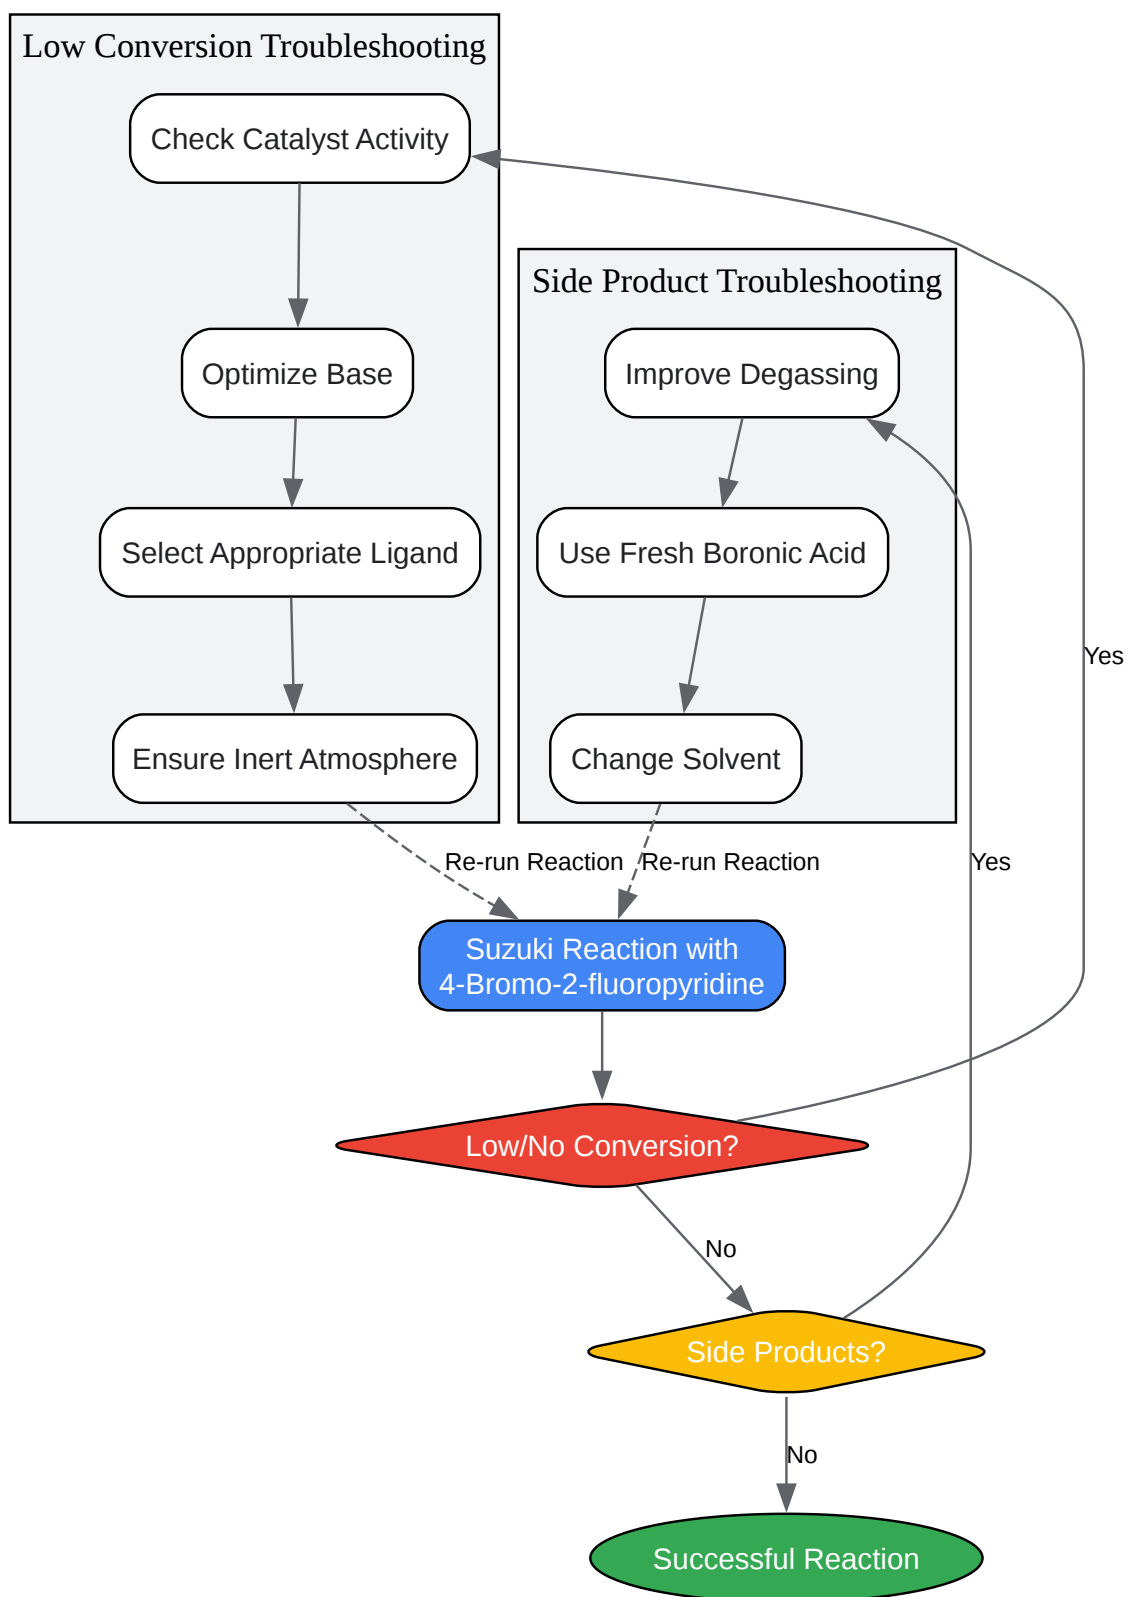 Low Conversion Troubleshooting
Check Catalyst Activity
Optimize Base
Select Appropriate Ligand
Ensure Inert Atmosphere
Side Product Troubleshooting
Improve Degassing
Use Fresh Boronic Acid
Change Solvent
Yes
Re-run Reaction
Re-run Reaction
Yes
Suzuki Reaction with
4-Bromo-2-fluoropyridine
Low/No Conversion?
No
Side Products?
No
Successful Reaction